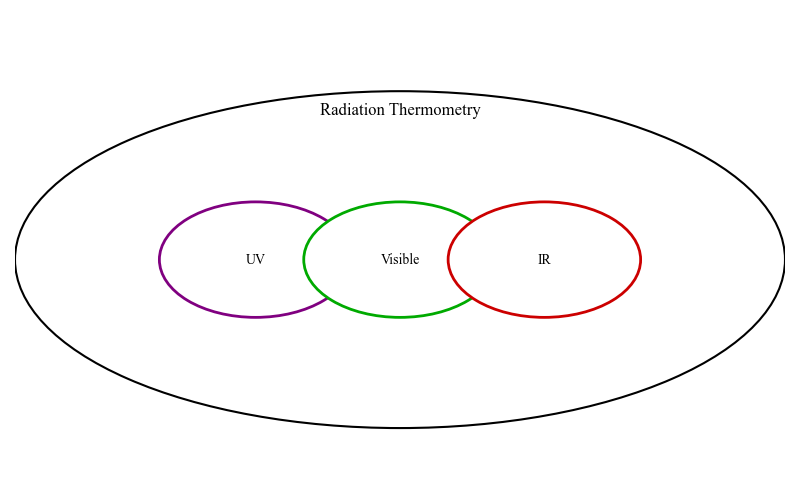 Radiation Thermometry
UV
Visible
IR